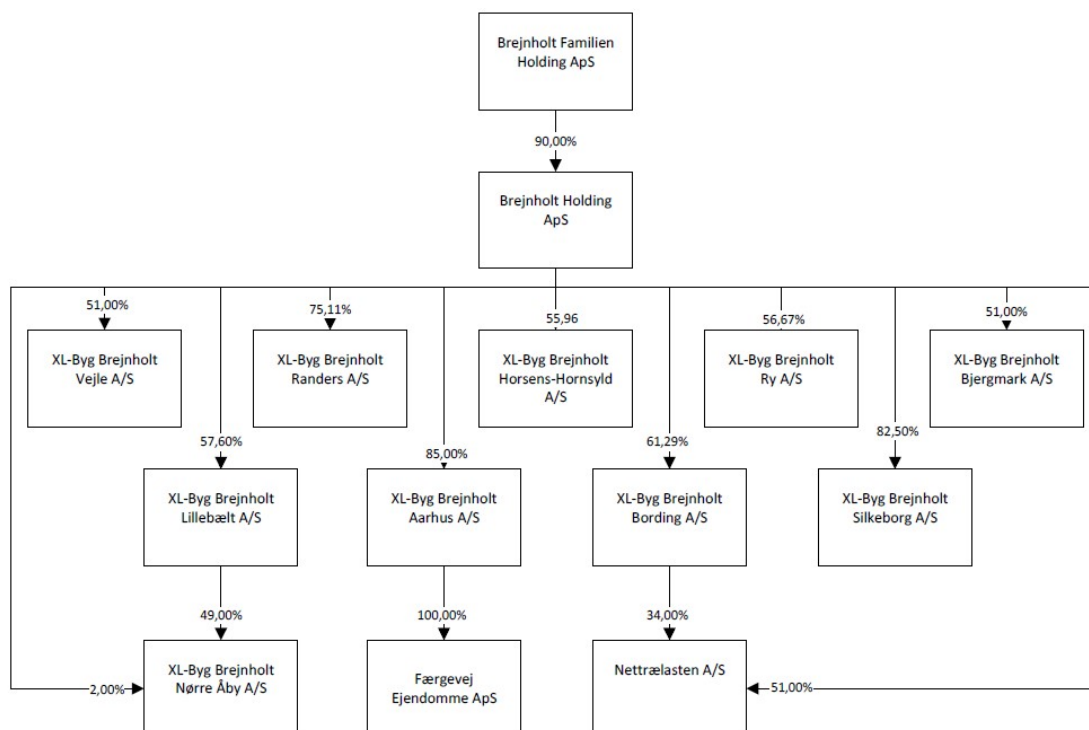 Brejnholt Familien
Holding ApS
90,00%
Brejnholt Holding
ApS
51,00%
75,11%
55,96
56,67%
51,00%
XL-Byg Brejnholt
Vejle A/S
XL-Byg Brejnholt
Randers A/S
XL-Byg Brejnholt
Horsens-Hornsyld
A/S
XL-Byg Brejnholt
Ry A/S
XL-Byg Brejnholt
Bjergmark A/S
57,60%
85,00%
61,29%
82,50%
XL-Byg Brejnholt
Lillebælt A/S
XL-Byg Brejnholt
Aarhus A/S
XL-Byg Brejnholt
Bording A/S
XL-Byg Brejnholt
Silkeborg A/S
49,00%
100,00%
34,00%
2,00%
XL-Byg Brejnholt
Nørre Åby A/S
Færgevej
Ejendomme ApS
Nettrælasten A/S
51,00%